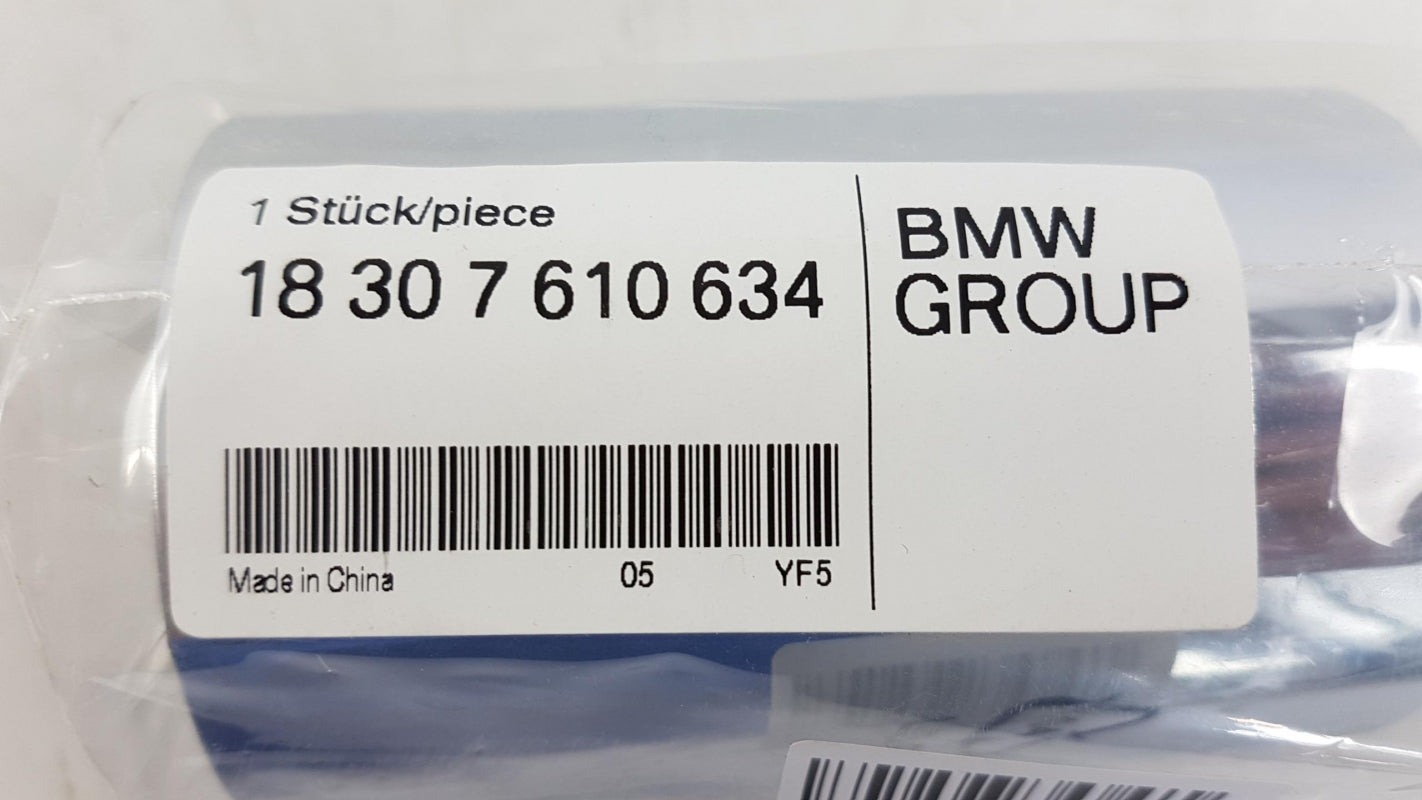 1 Stück/piece
18 30 7 610 634
Made in China 05 YF5
BMW
GROUP